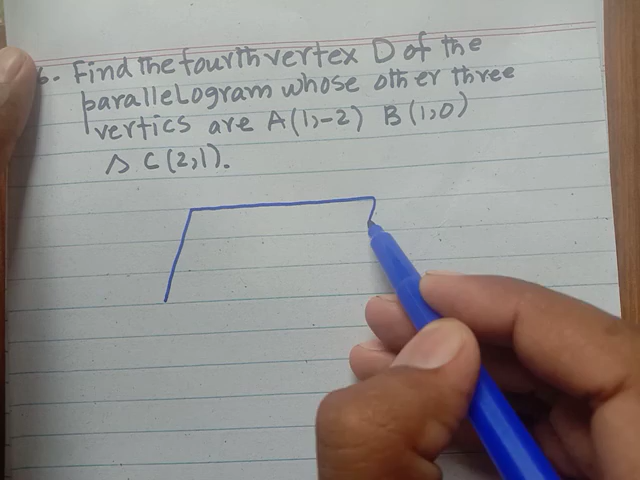 6. Find the fourth vertex D of the
parallelogram whose other three
vertics are A(1,-2) B(1,0)
& C(2,1).